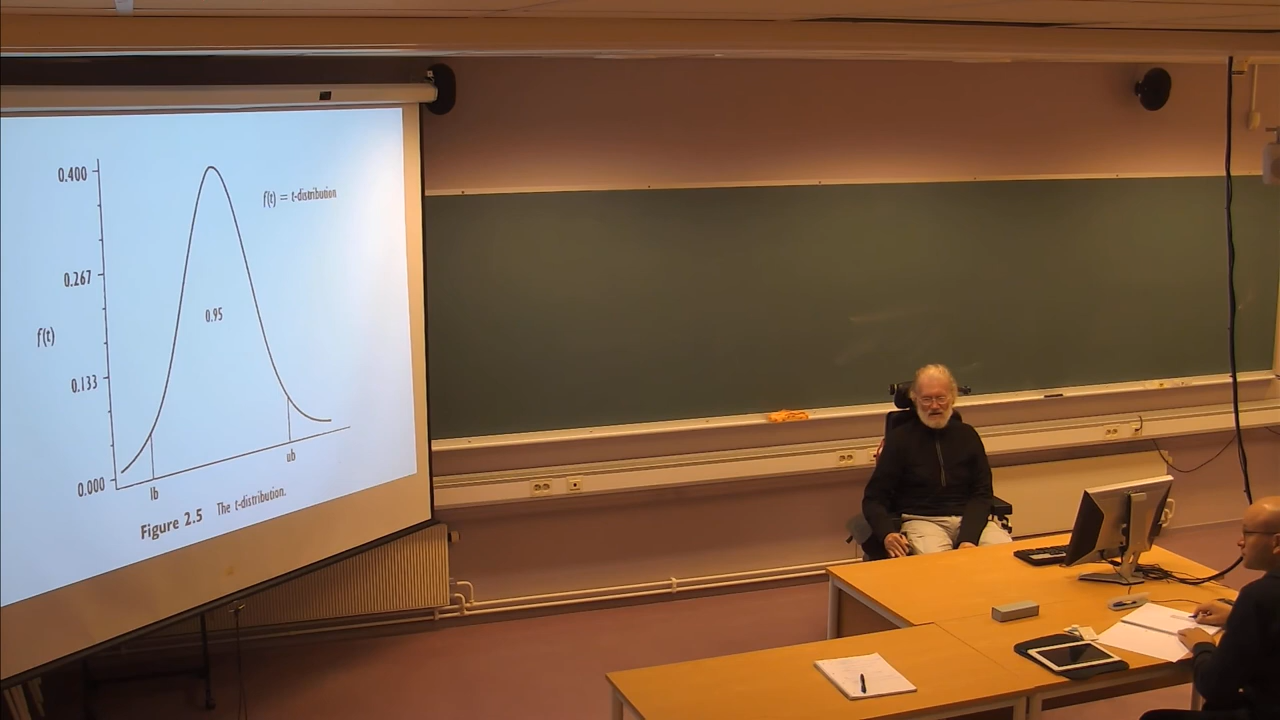 0.400
f(t) = t-distribution
0.267
0.95
f(t)
0.133
0.000
lb
ub
Figure 2.5 The t-distribution.